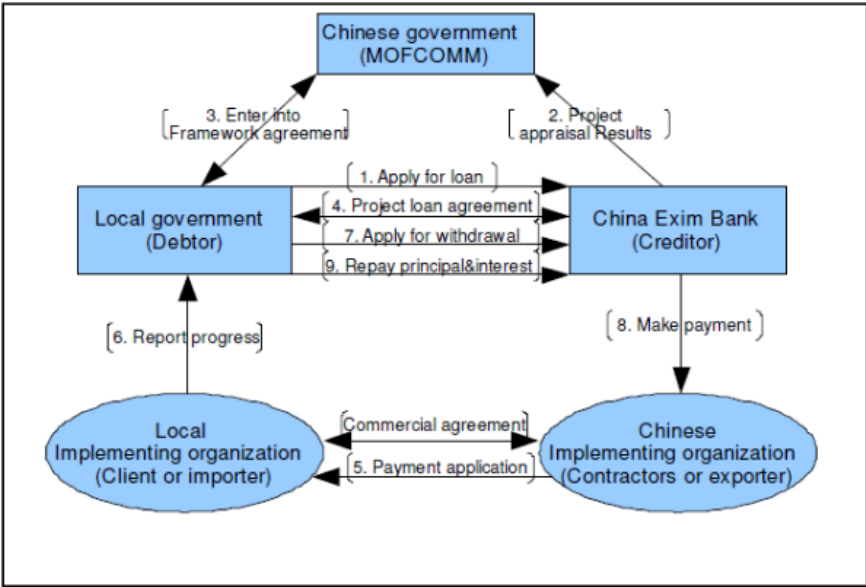 Chinese government
(MOFCOMM)
3. Enter into
Framework agreement
2. Project
appraisal Results
1. Apply for loan
Local government
(Debtor)
4. Project loan agreement
China Exim Bank
(Creditor)
7. Apply for withdrawal
9. Repay principal&interest
6. Report progress
8. Make payment
Local
Implementing organization
(Client or importer)
Commercial agreement
5. Payment application
Chinese
Implementing organization
(Contractors or exporter)